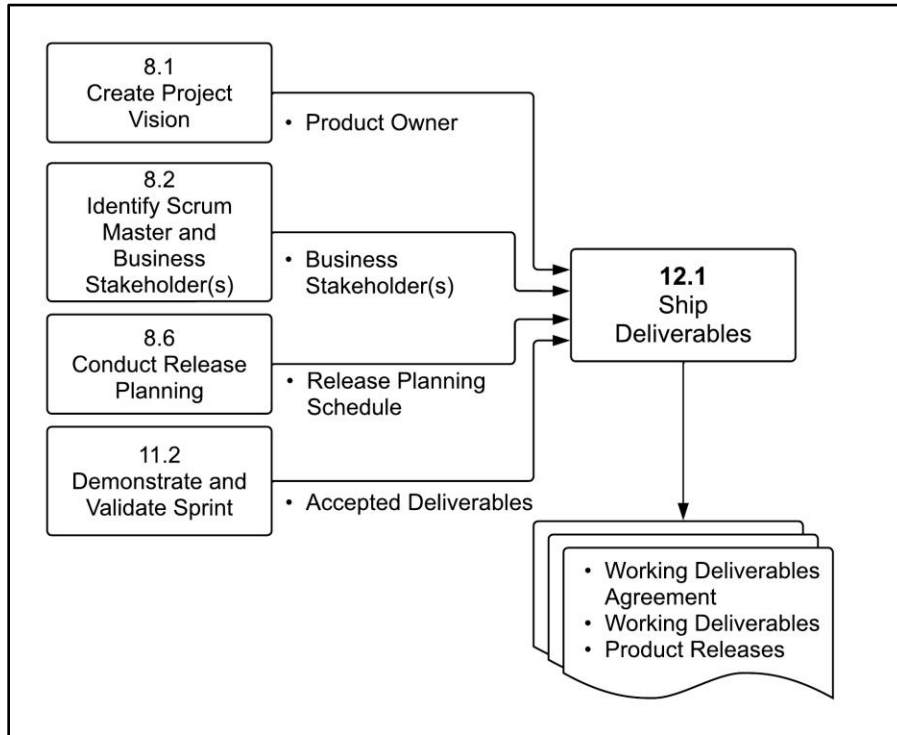 8.1
Create Project
Vision
• Product Owner
8.2
Identify Scrum
Master and
Business
Stakeholder(s)
• Business
Stakeholder(s)
8.6
Conduct Release
Planning
• Release Planning
Schedule
11.2
Demonstrate and
Validate Sprint
• Accepted Deliverables
12.1
Ship
Deliverables
• Working Deliverables
Agreement
• Working Deliverables
• Product Releases